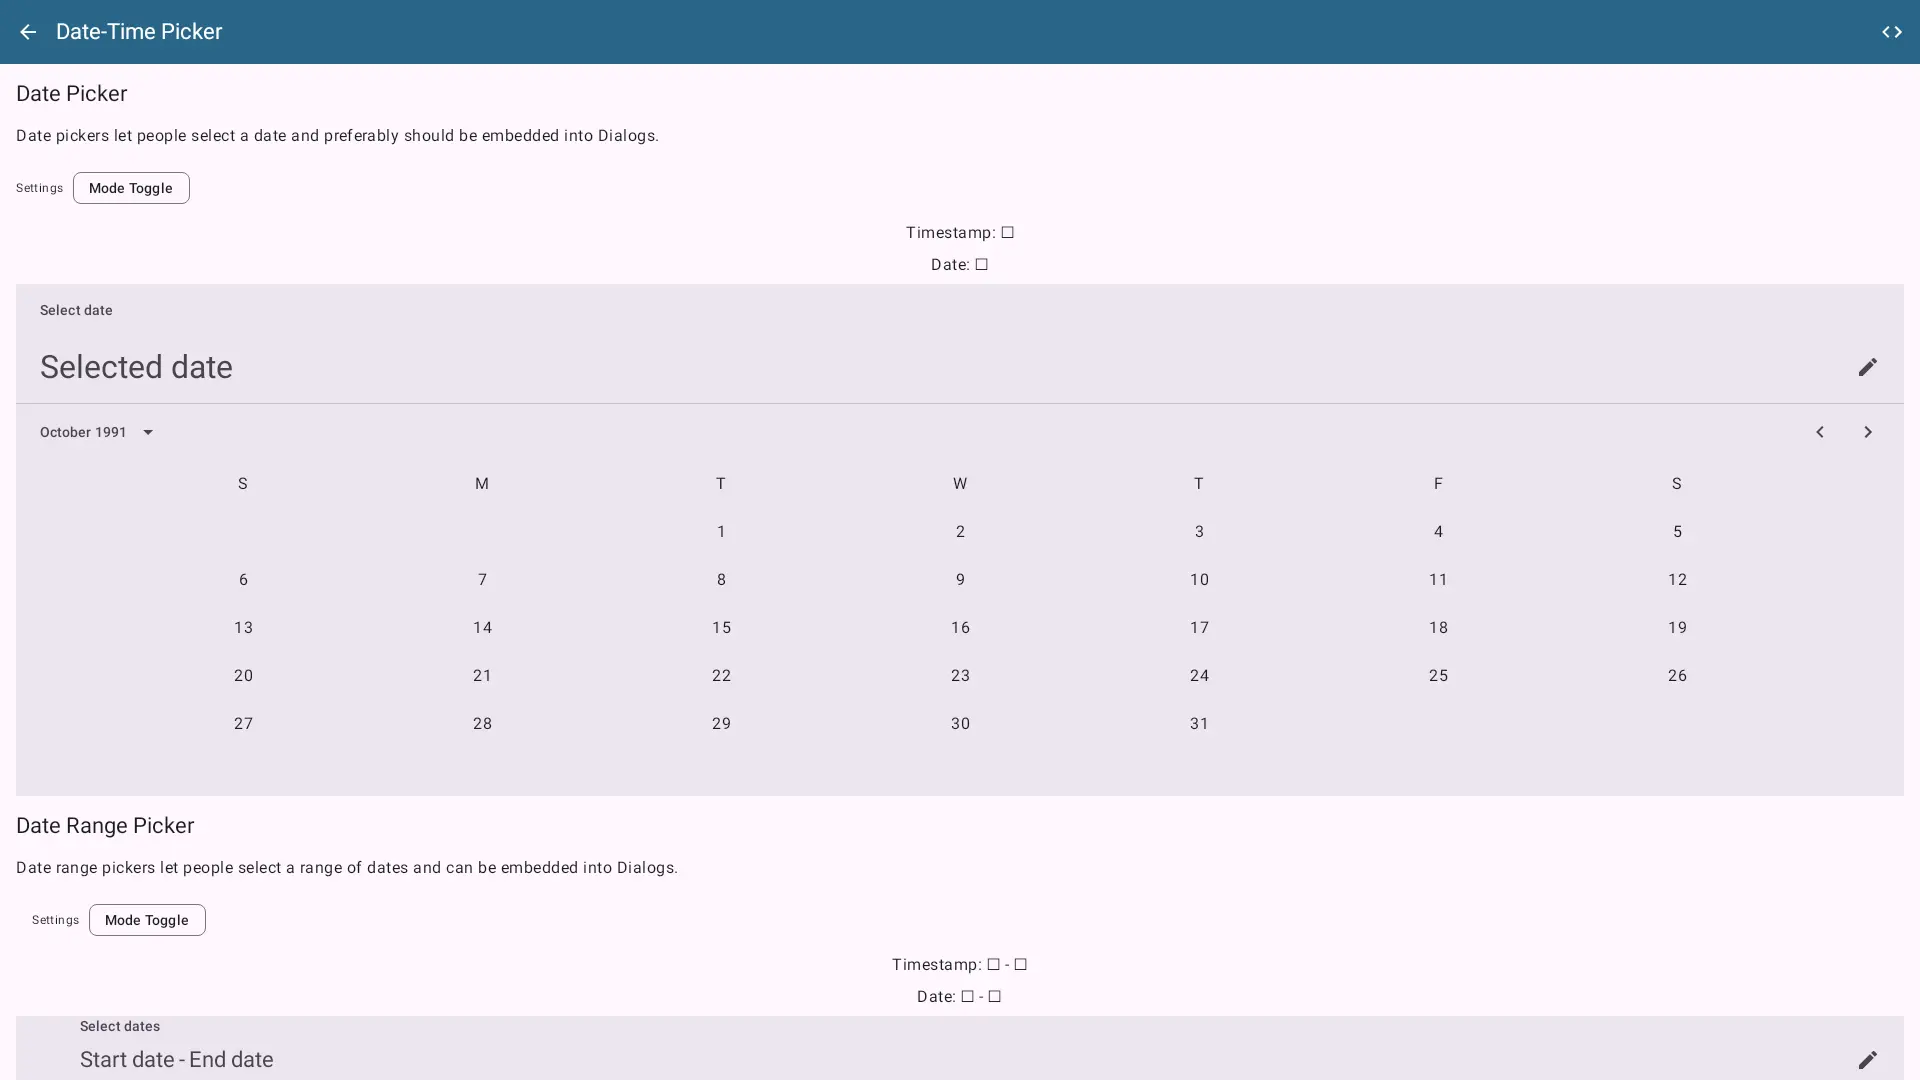 Date-Time Picker
Date Picker
Date pickers let people select a date and preferably should be embedded into Dialogs.
Settings Mode Toggle
Timestamp: ☐
Date: ☐
Select date
Selected date
October 1991
S M T W T F S
1 2 3 4 5
6 7 8 9 10 11 12
13 14 15 16 17 18 19
20 21 22 23 24 25 26
27 28 29 30 31
Date Range Picker
Date range pickers let people select a range of dates and can be embedded into Dialogs.
Settings Mode Toggle
Timestamp: ☐ - ☐
Date: ☐ - ☐
Select dates
Start date - End date